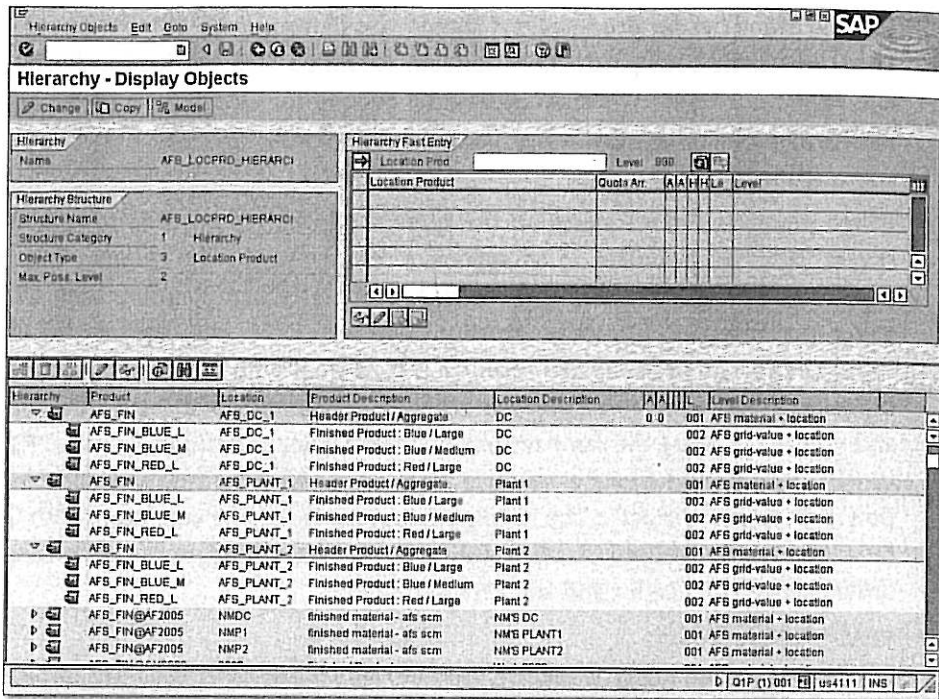 Hierarchy Objects Edit Goto System Help
SAP
Hierarchy - Display Objects
Change Copy Model
Hierarchy
Name AFS_LOCPRD_HIERARCI
Hierarchy Structure
Structure Name AFS_LOCPRD_HIERARCI
Structure Category 1 Hierarchy
Object Type 3 Location Product
Max. Poss. Level 2
Hierarchy Fast Entry
Location Prod Level
Location Product Quota Arr. A A H H Le Level
Hierarchy Product Location Product Description Location Description A A L Level Description
AFS_FIN AFS_DC_1 Header Product / Aggregate DC 0 0 001 AFS material + location
AFS_FIN_BLUE_L AFS_DC_1 Finished Product : Blue / Large DC 002 AFS grid-value + location
AFS_FIN_BLUE_M AFS_DC_1 Finished Product : Blue / Medium DC 002 AFS grid-value + location
AFS_FIN_RED_L AFS_DC_1 Finished Product : Red / Large DC 002 AFS grid-value + location
AFS_FIN AFS_PLANT_1 Header Product / Aggregate Plant 1 001 AFS material + location
AFS_FIN_BLUE_L AFS_PLANT_1 Finished Product : Blue / Large Plant 1 002 AFS grid-value + location
AFS_FIN_BLUE_M AFS_PLANT_1 Finished Product : Blue / Medium Plant 1 002 AFS grid-value + location
AFS_FIN_RED_L AFS_PLANT_1 Finished Product : Red / Large Plant 1 002 AFS grid-value + location
AFS_FIN AFS_PLANT_2 Header Product / Aggregate Plant 2 001 AFS material + location
AFS_FIN_BLUE_L AFS_PLANT_2 Finished Product : Blue / Large Plant 2 002 AFS grid-value + location
AFS_FIN_BLUE_M AFS_PLANT_2 Finished Product : Blue / Medium Plant 2 002 AFS grid-value + location
AFS_FIN_RED_L AFS_PLANT_2 Finished Product : Red / Large Plant 2 002 AFS grid-value + location
AFS_FIN@AF2005 NMDC finished material - afs scm NM'S DC 001 AFS material + location
AFS_FIN@AF2005 NMP1 finished material - afs scm NM'S PLANT1 001 AFS material + location
AFS_FIN@AF2005 NMP2 finished material - afs scm NM'S PLANT2 001 AFS material + location
Q1P (1) 001 us4111 INS